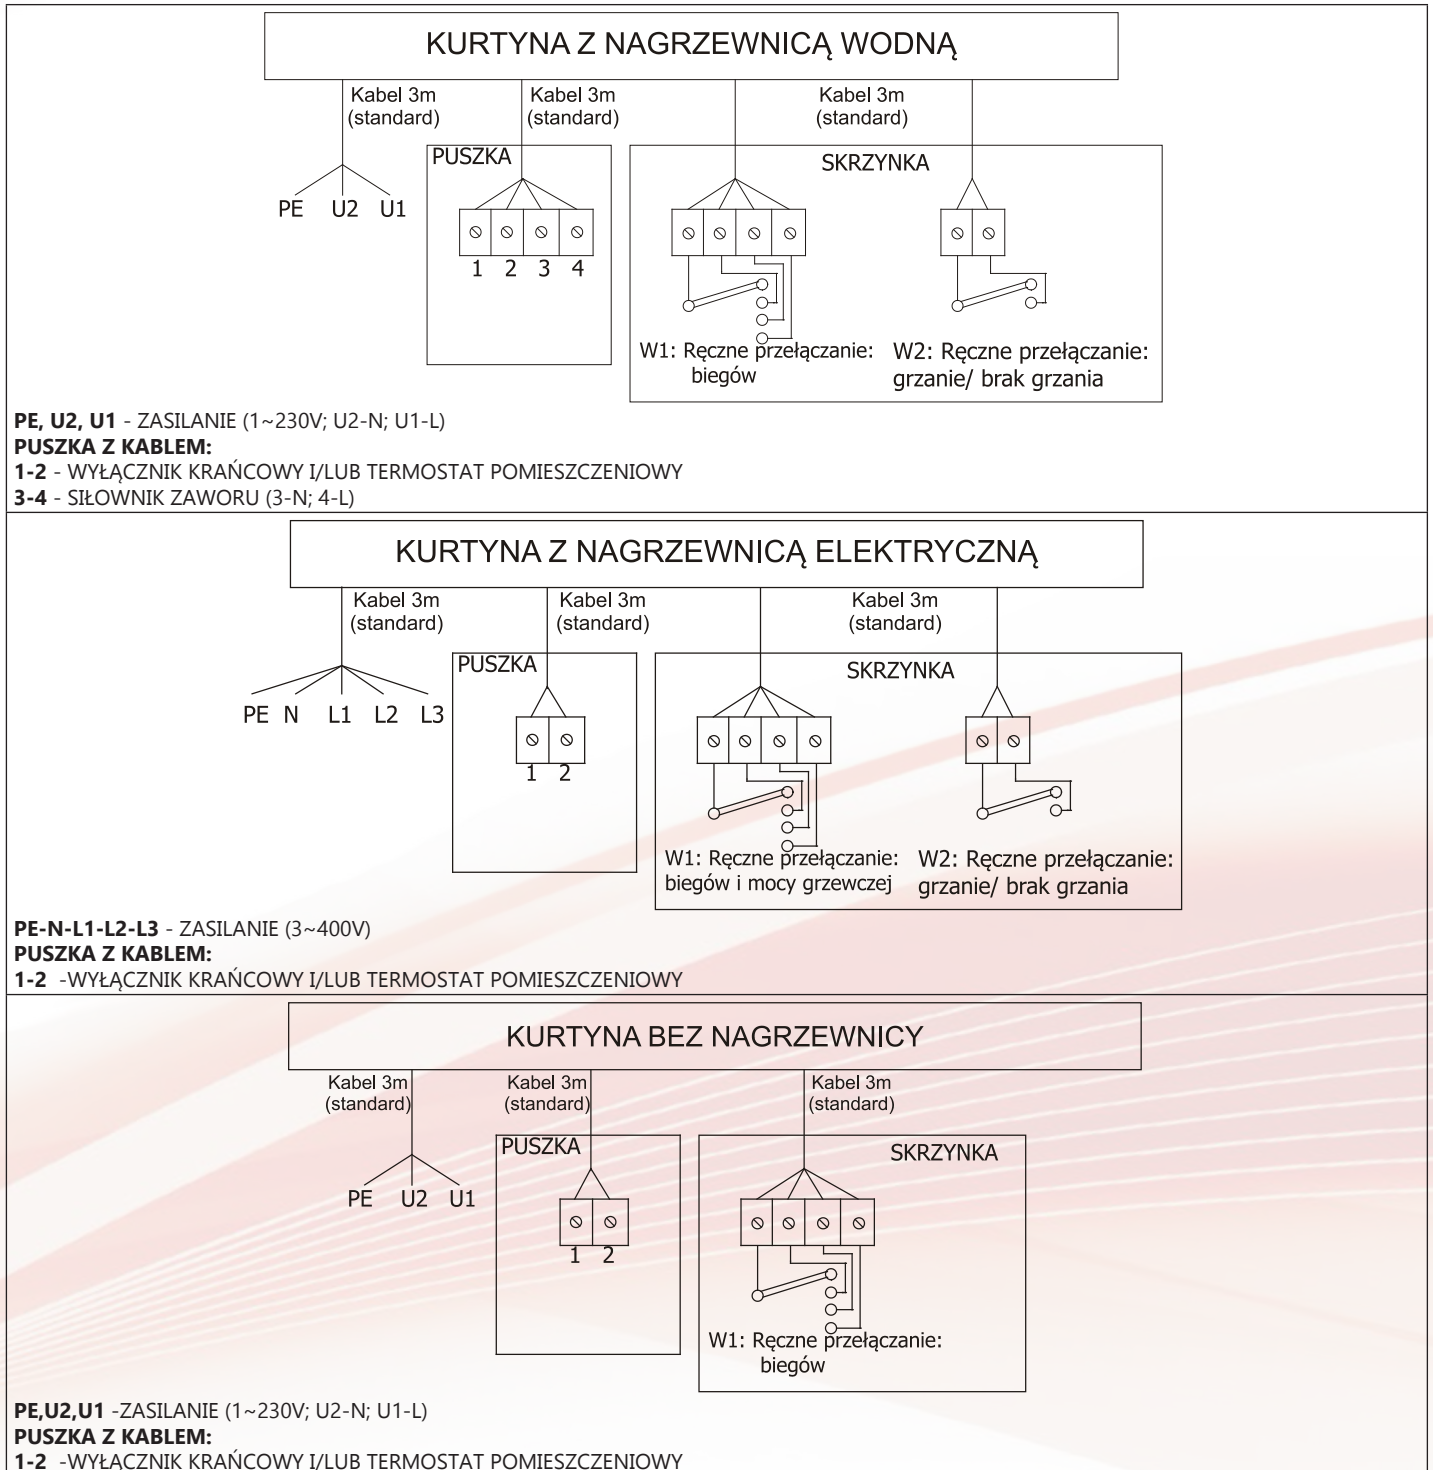 KURTYNA Z NAGRZEWNICĄ WODNĄ
Kabel 3m
(standard)
Kabel 3m
(standard)
Kabel 3m
(standard)
PUSZKA
SKRZYNKA
PE U2 U1
1 2 3 4
W1: Ręczne przełączanie:
biegów
W2: Ręczne przełączanie:
grzanie/ brak grzania
PE, U2, U1 - ZASILANIE (1~230V; U2-N; U1-L)
PUSZKA Z KABLEM:
1-2 - WYŁĄCZNIK KRAŃCOWY I/LUB TERMOSTAT POMIESZCZENIOWY
3-4 - SIŁOWNIK ZAWORU (3-N; 4-L)
KURTYNA Z NAGRZEWNICĄ ELEKTRYCZNĄ
Kabel 3m
(standard)
Kabel 3m
(standard)
Kabel 3m
(standard)
PUSZKA
SKRZYNKA
PE N L1 L2 L3
1 2
W1: Ręczne przełączanie:
biegów i mocy grzewczej
W2: Ręczne przełączanie:
grzanie/ brak grzania
PE-N-L1-L2-L3 - ZASILANIE (3~400V)
PUSZKA Z KABLEM:
1-2 -WYŁĄCZNIK KRAŃCOWY I/LUB TERMOSTAT POMIESZCZENIOWY
KURTYNA BEZ NAGRZEWNICY
Kabel 3m
(standard)
Kabel 3m
(standard)
Kabel 3m
(standard)
PUSZKA
SKRZYNKA
PE U2 U1
1 2
W1: Ręczne przełączanie:
biegów
PE,U2,U1 -ZASILANIE (1~230V; U2-N; U1-L)
PUSZKA Z KABLEM:
1-2 -WYŁĄCZNIK KRAŃCOWY I/LUB TERMOSTAT POMIESZCZENIOWY